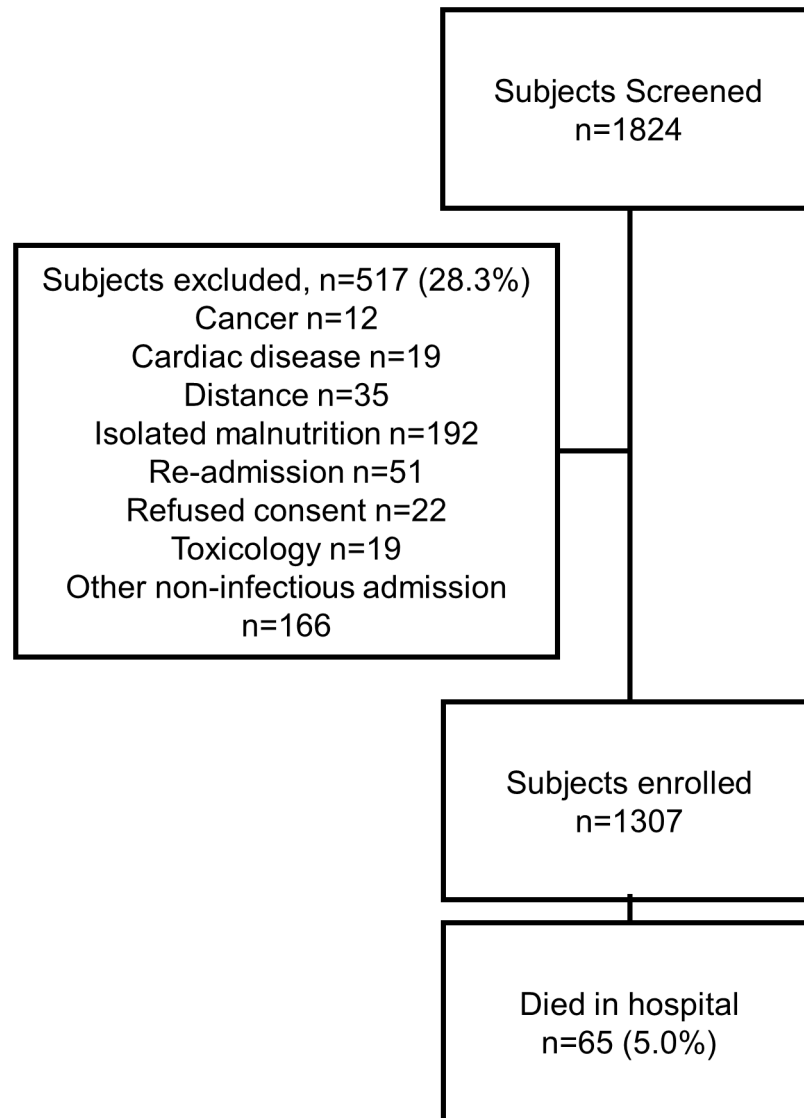 Subjects Screened
n=1824
Subjects excluded, n=517 (28.3%)
Cancer n=12
Cardiac disease n=19
Distance n=35
Isolated malnutrition n=192
Re-admission n=51
Refused consent n=22
Toxicology n=19
Other non-infectious admission
n=166
Subjects enrolled
n=1307
Died in hospital
n=65 (5.0%)